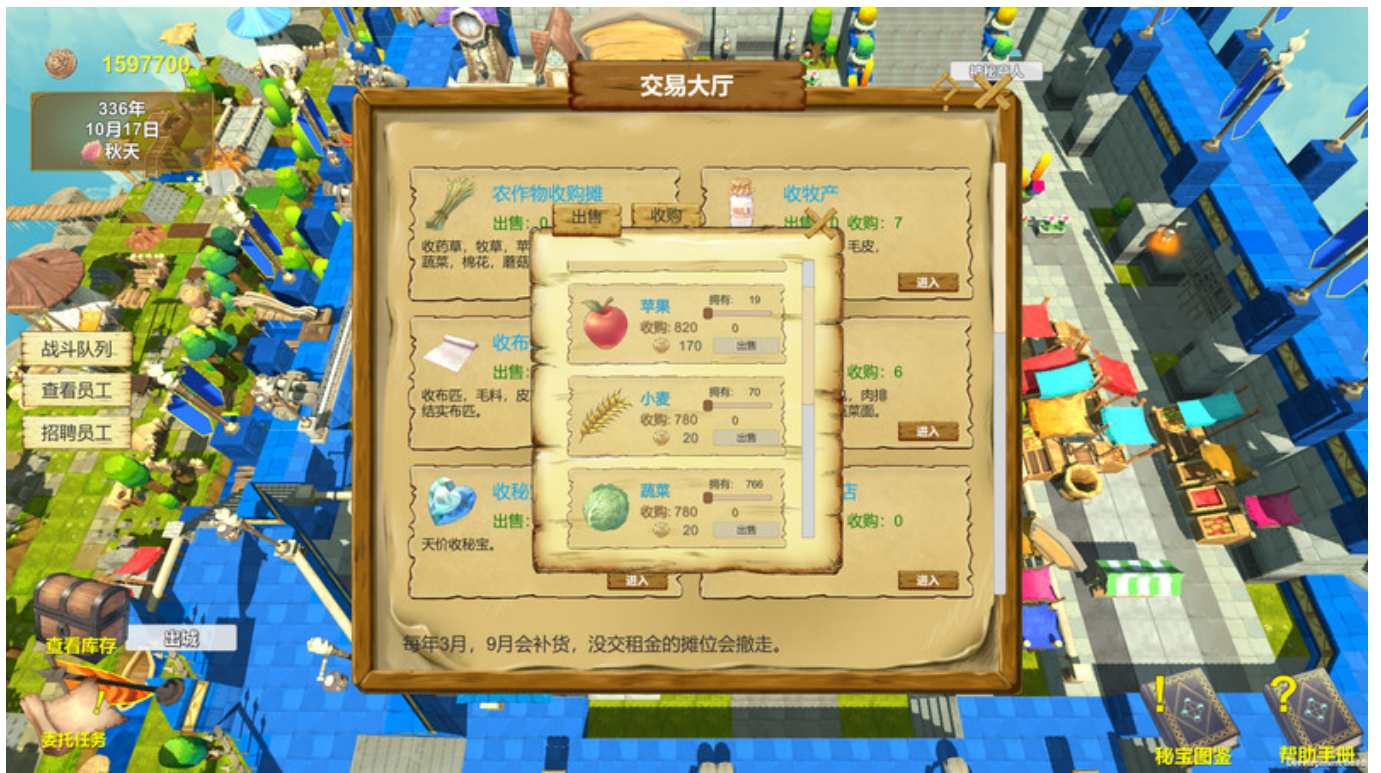 交易大厅
1597700
336年
10月17日
秋天
战斗队列
查看员工
招聘员工
农作物收购摊
出售: 0
收药草, 牧草, 苹
蔬菜, 棉花, 蘑菇
收牧产
收购: 7
毛皮,
进入
出售
收购
收布
出售:
收布匹, 毛料, 皮
结实布匹。
收购: 6
肉排
菜面。
进入
收秘
出售:
天价收秘宝。
进入
店
收购: 0
进入
苹果
拥有: 19
收购: 820
0
170
出售
小麦
拥有: 70
收购: 780
0
20
出售
蔬菜
拥有: 766
收购: 780
0
20
出售
每年3月, 9月会补货, 没交租金的摊位会撤走。
查看库存
出城
!
委托任务
!
秘宝图鉴
?
帮助手册